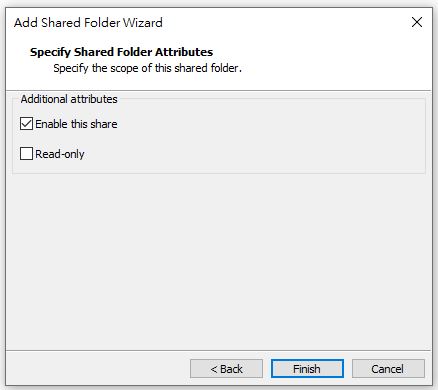 Add Shared Folder Wizard
Specify Shared Folder Attributes
Specify the scope of this shared folder.
Additional attributes
Enable this share
Read-only
< Back
Finish
Cancel